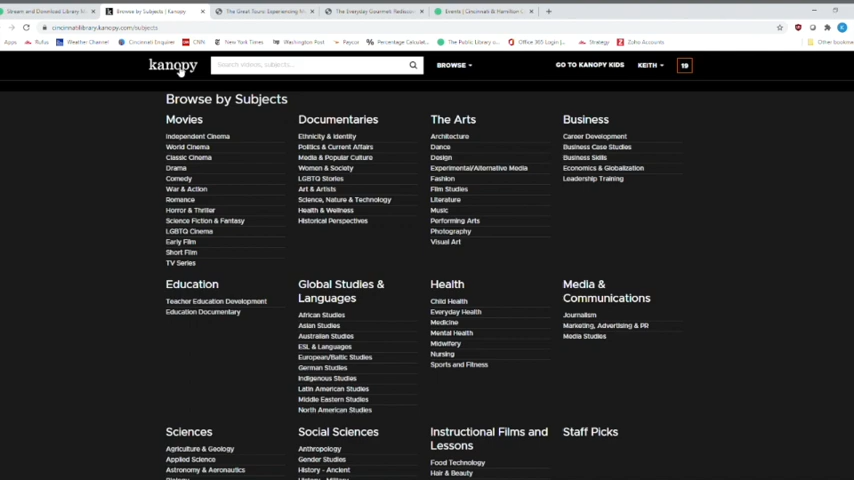 Stream and Download Library M
Browse by Subjects | Kanopy
The Great Tours: Experiencing M
The Everyday Gourmet: Rediscov
Events | Cincinnati & Hamilton
cincinnatilibrary.kanopy.com/subjects
Apps
Rufus
Weather Channel
Cincinnati Enquirer
CNN
New York Times
Washington Post
Paycor
Percentage Calculat...
The Public Library o...
Office 365 Login |...
Strategy
Zoho Accounts
Other bookmar
kanopy
Search videos, subjects...
BROWSE
GO TO KANOPY KIDS
KEITH
19
Browse by Subjects
Movies
Independent Cinema
World Cinema
Classic Cinema
Drama
Comedy
War & Action
Romance
Horror & Thriller
Science Fiction & Fantasy
LGBTQ Cinema
Early Film
Short Film
TV Series
Documentaries
Ethnicity & Identity
Politics & Current Affairs
Media & Popular Culture
Women & Society
LGBTQ Stories
Art & Artists
Science, Nature & Technology
Health & Wellness
Historical Perspectives
The Arts
Architecture
Dance
Design
Experimental/Alternative Media
Fashion
Film Studies
Literature
Music
Performing Arts
Photography
Visual Art
Business
Career Development
Business Case Studies
Business Skills
Economics & Globalization
Leadership Training
Education
Teacher Education Development
Education Documentary
Global Studies &
Languages
African Studies
Asian Studies
Australian Studies
ESL & Languages
European/Baltic Studies
German Studies
Indigenous Studies
Latin American Studies
Middle Eastern Studies
North American Studies
Health
Child Health
Everyday Health
Medicine
Mental Health
Midwifery
Nursing
Sports and Fitness
Media &
Communications
Journalism
Marketing, Advertising & PR
Media Studies
Sciences
Agriculture & Geology
Applied Science
Astronomy & Aeronautics
Social Sciences
Anthropology
Gender Studies
History - Ancient
Instructional Films and
Lessons
Food Technology
Hair & Beauty
Staff Picks